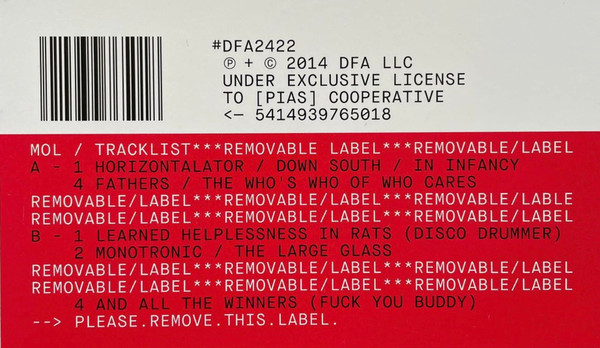 #DFA2422
℗ + © 2014 DFA LLC
UNDER EXCLUSIVE LICENSE
TO [PIAS] COOPERATIVE
<— 5414939765018
MOL / TRACKLIST***REMOVABLE LABEL***REMOVABLE/LABEL
A - 1 HORIZONTALATOR / DOWN SOUTH / IN INFANCY
4 FATHERS / THE WHO'S WHO OF WHO CARES
REMOVABLE/LABEL***REMOVABLE/LABEL***REMOVABLE/LABLE
REMOVABLE/LABEL***REMOVABLE/LABEL***REMOVABLE/LABEL
B - 1 LEARNED HELPLESSNESS IN RATS (DISCO DRUMMER)
2 MONOTRONIC / THE LARGE GLASS
REMOVABLE/LABEL***REMOVABLE/LABEL***REMOVABLE/LABEL
REMOVABLE/LABEL***REMOVABLE/LABEL***REMOVABLE/LABEL
4 AND ALL THE WINNERS (FUCK YOU BUDDY)
--> PLEASE.REMOVE.THIS.LABEL.